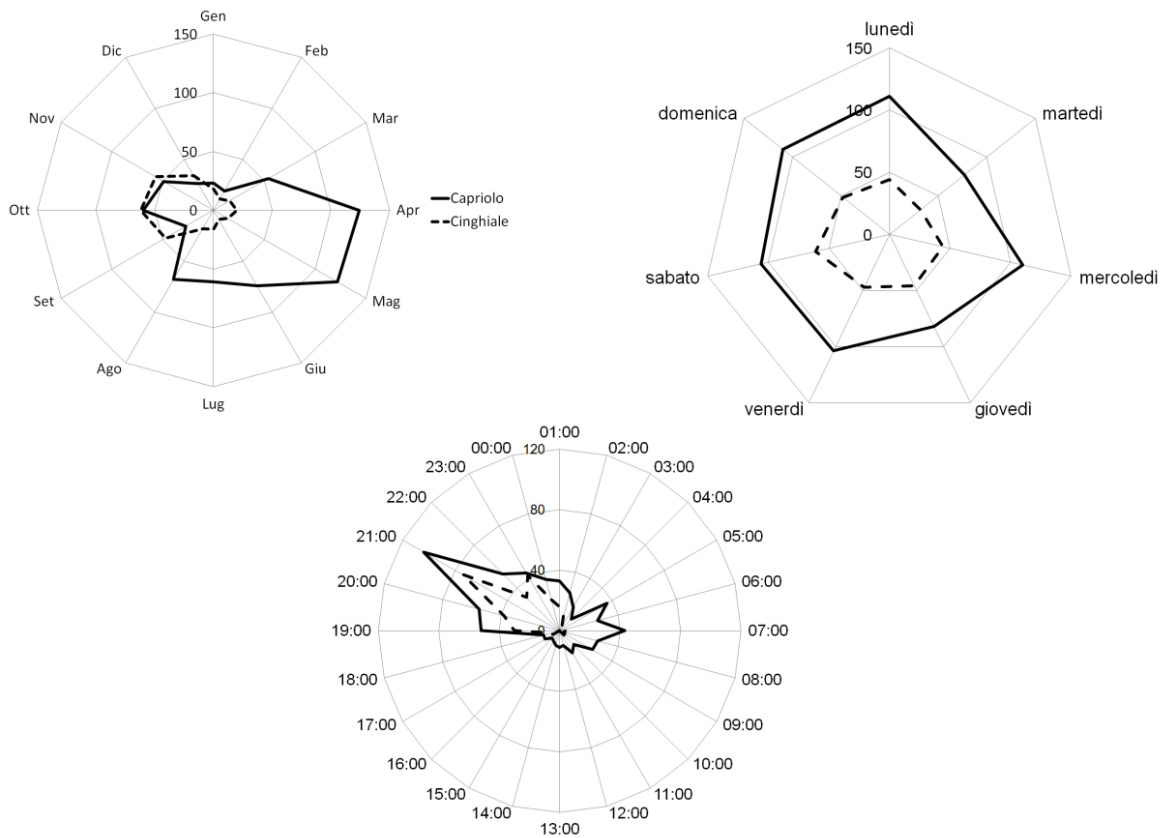 Gen
Feb
Mar
Apr
Mag
Giu
Lug
Ago
Set
Ott
Nov
Dic
150
100
50
0
Capriolo
Cinghiale
lunedì
martedì
mercoledì
giovedì
venerdì
sabato
domenica
150
100
50
0
01:00
02:00
03:00
04:00
05:00
06:00
07:00
08:00
09:00
10:00
11:00
12:00
13:00
14:00
15:00
16:00
17:00
18:00
19:00
20:00
21:00
22:00
23:00
00:00
120
80
40
0